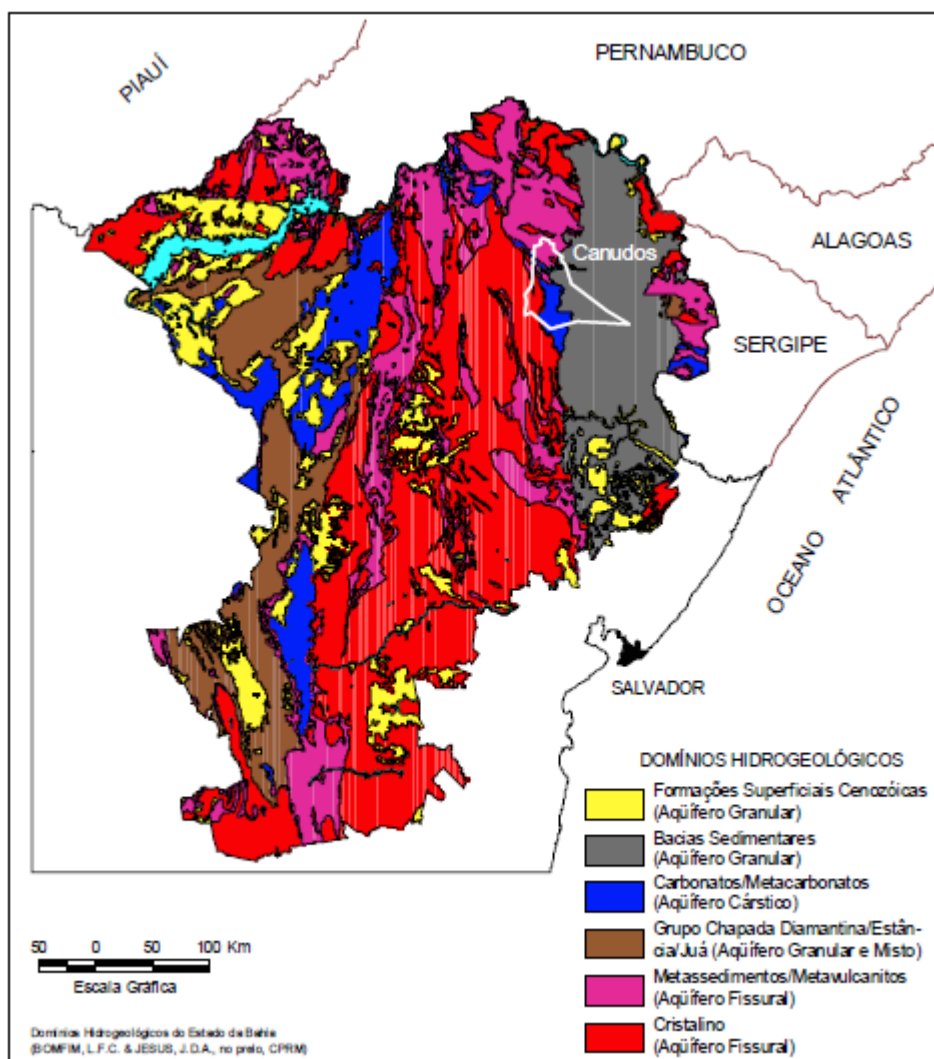 PERNAMBUCO
PIAUÍ
ALAGOAS
Canudos
SERGIPE
OCEANO ATLÂNTICO
SALVADOR
DOMÍNIOS HIDROGEOLÓGICOS
Formações Superficiais Cenozóicas
(Aqüífero Granular)
Bacias Sedimentares
(Aqüífero Granular)
Carbonatos/Metacarbonatos
(Aqüífero Cárstico)
Grupo Chapada Diamantina/Estân-
cia/Juá (Aqüífero Granular e Misto)
Metassedimentos/Metavulcanitos
(Aqüífero Fissural)
Cristalino
(Aqüífero Fissural)
50 0 50 100 Km
Escala Gráfica
Domínios Hidrogeológicos do Estado da Bahia
(BOMFIM, L.F.C. & JESUS, J.D.A., no prelo, CPRM)